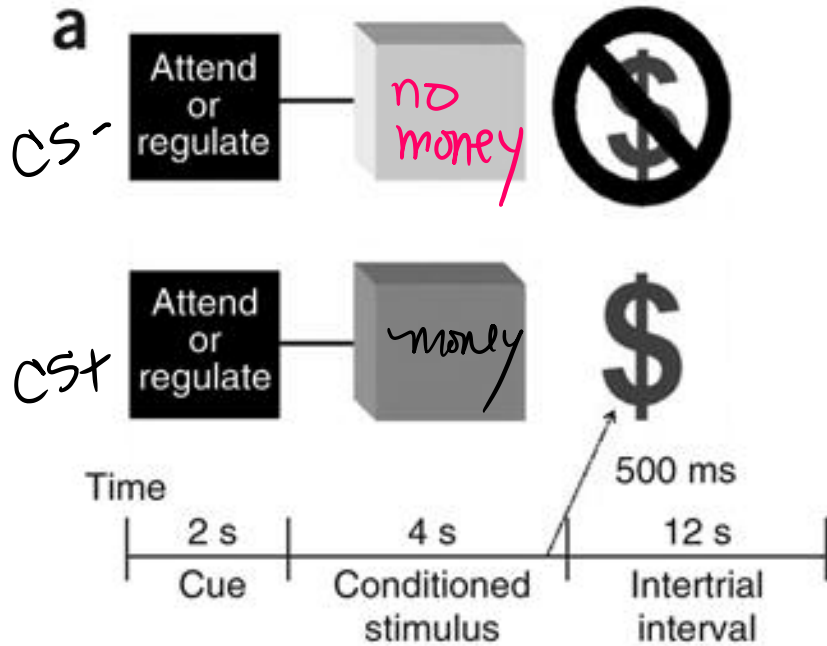 a
CS-
Attend
or
regulate
no
money
$
CS+
Attend
or
regulate
money
$
500 ms
Time
2 s
4 s
12 s
Cue
Conditioned
stimulus
Intertrial
interval